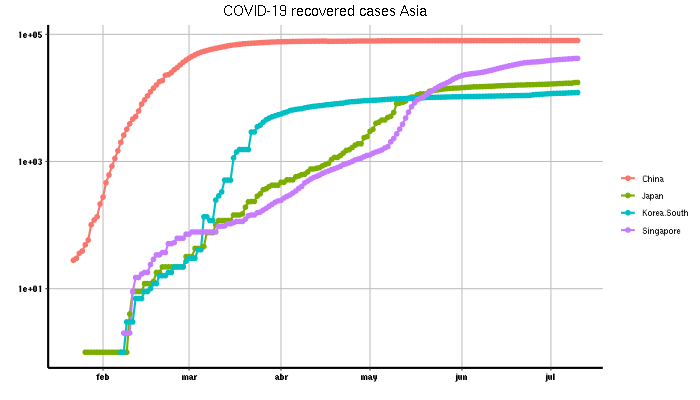 COVID-19 recovered cases Asia
1e+05
1e+03
1e+01
feb mar abr may jun jul
China
Japan
Korea.South
Singapore